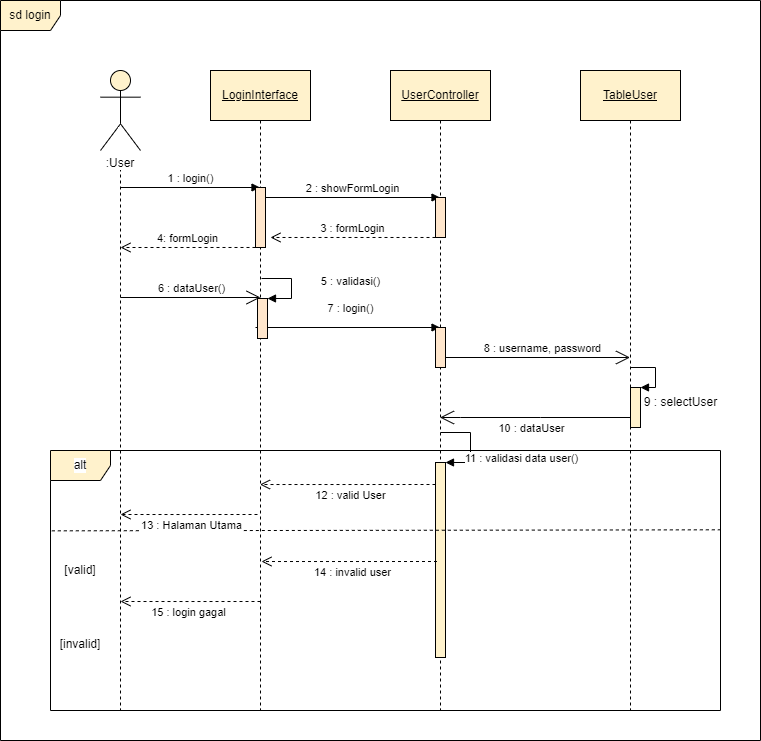 sd login
LoginInterface
UserController
TableUser
:User
1 : login()
2 : showFormLogin
3 : formLogin
4: formLogin
5 : validasi()
6 : dataUser()
7 : login()
8 : username, password
9 : selectUser
10 : dataUser
alt
11 : validasi data user()
12 : valid User
13 : Halaman Utama
[valid]
14 : invalid user
15 : login gagal
[invalid]